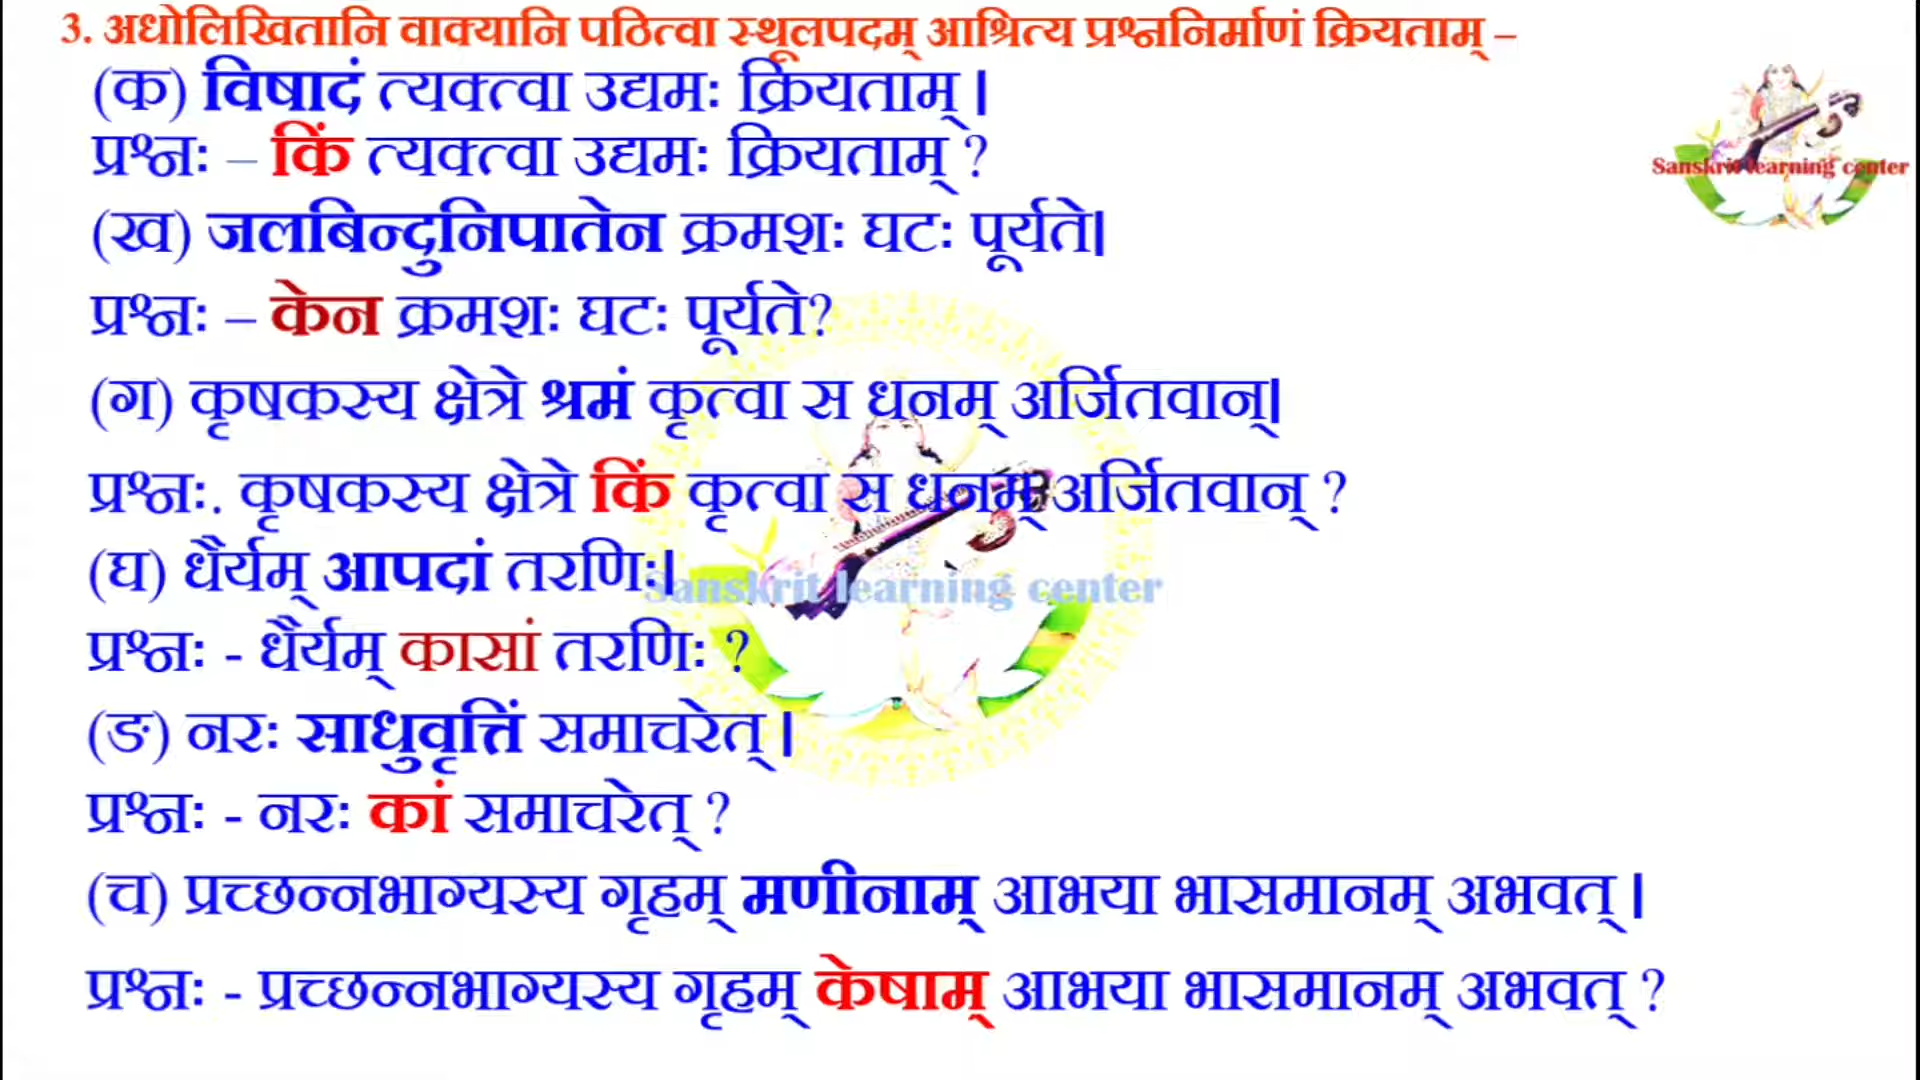 3. अधोलिखितानि वाक्यानि पठित्वा स्थूलपदम् आश्रित्य प्रश्ननिर्माणं क्रियताम् –
(क) विषादं त्यक्त्वा उद्यमः क्रियताम् ।
प्रश्नः – किं त्यक्त्वा उद्यमः क्रियताम् ?
Sanskrit learning center
(ख) जलबिन्दुनिपातेन क्रमशः घटः पूर्यते।
प्रश्नः – केन क्रमशः घटः पूर्यते?
(ग) कृषकस्य क्षेत्रे श्रमं कृत्वा स धनम् अर्जितवान्।
प्रश्नः. कृषकस्य क्षेत्रे किं कृत्वा स धनम् अर्जितवान् ?
(घ) धैर्यम् आपदां तरणिः।
Sanskrit learning center
प्रश्नः - धैर्यम् कासां तरणिः ?
(ङ) नरः साधुवृत्तिं समाचरेत् ।
प्रश्नः - नरः कां समाचरेत् ?
(च) प्रच्छन्नभाग्यस्य गृहम् मणीनाम् आभया भासमानम् अभवत् ।
प्रश्नः - प्रच्छन्नभाग्यस्य गृहम् केषाम् आभया भासमानम् अभवत् ?